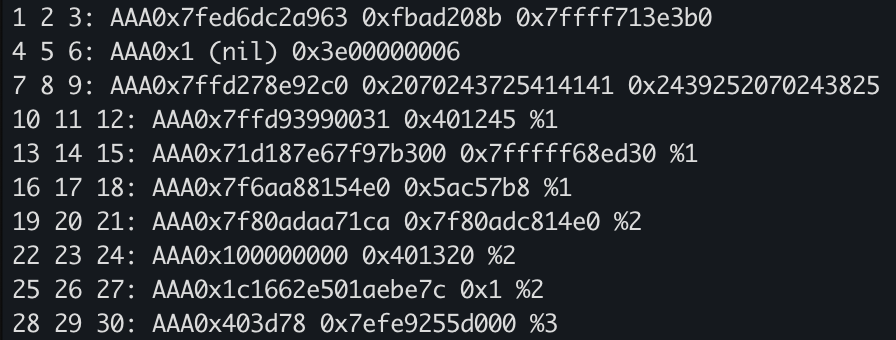 1 2 3: AAA0x7fed6dc2a963 0xfbad208b 0x7ffff713e3b0
4 5 6: AAA0x1 (nil) 0x3e00000006
7 8 9: AAA0x7ffd278e92c0 0x2070243725414141 0x2439252070243825
10 11 12: AAA0x7ffd93990031 0x401245 %1
13 14 15: AAA0x71d187e67f97b300 0x7fffff68ed30 %1
16 17 18: AAA0x7f6aa88154e0 0x5ac57b8 %1
19 20 21: AAA0x7f80adaa71ca 0x7f80adc814e0 %2
22 23 24: AAA0x100000000 0x401320 %2
25 26 27: AAA0x1c1662e501aebe7c 0x1 %2
28 29 30: AAA0x403d78 0x7efe9255d000 %3